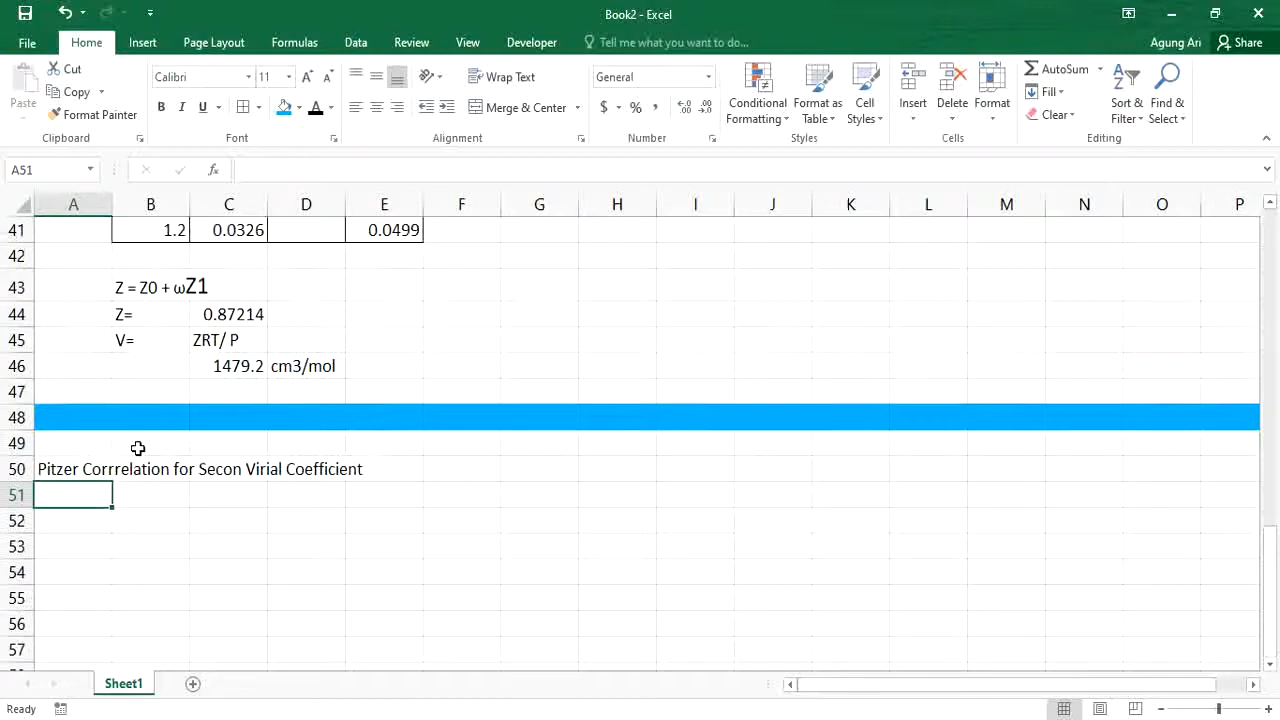 Book2 - Excel
File Home Insert Page Layout Formulas Data Review View Developer Tell me what you want to do... Agung Ari Share
Paste
Cut
Copy
Format Painter
Clipboard
Calibri 11
B I U
Font
Wrap Text
Merge & Center
Alignment
General
$ % ,
Number
Conditional Formatting
Format as Table
Cell Styles
Styles
Insert Delete Format
Cells
AutoSum
Fill
Clear
Sort & Filter
Find & Select
Editing
A51 fx
A B C D E F G H I J K L M N O P
41 1.2 0.0326 0.0499
42
43 Z = Z0 + ωZ1
44 Z= 0.87214
45 V= ZRT/ P
46 1479.2 cm3/mol
47
48
49
50 Pitzer Corrrelation for Secon Virial Coefficient
51
52
53
54
55
56
57
Sheet1
Ready